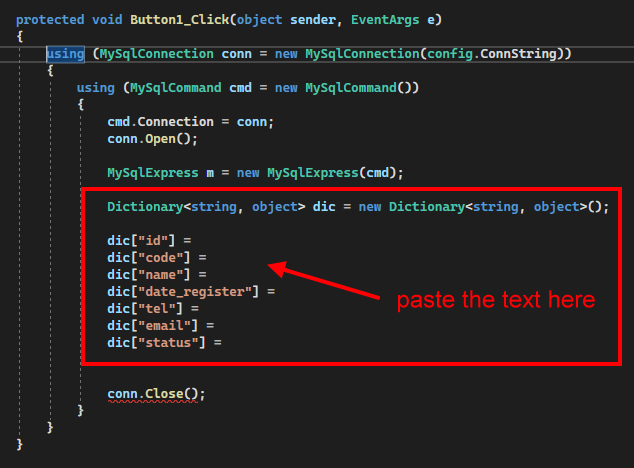 protected void Button1_Click(object sender, EventArgs e)
{
using (MySqlConnection conn = new MySqlConnection(config.ConnString))
{
using (MySqlCommand cmd = new MySqlCommand())
{
cmd.Connection = conn;
conn.Open();
MySqlExpress m = new MySqlExpress(cmd);
Dictionary<string, object> dic = new Dictionary<string, object>();
dic["id"] =
dic["code"] =
dic["name"] =
dic["date_register"] =
dic["tel"] =
dic["email"] =
dic["status"] =
paste the text here
conn.Close();
}
}
}